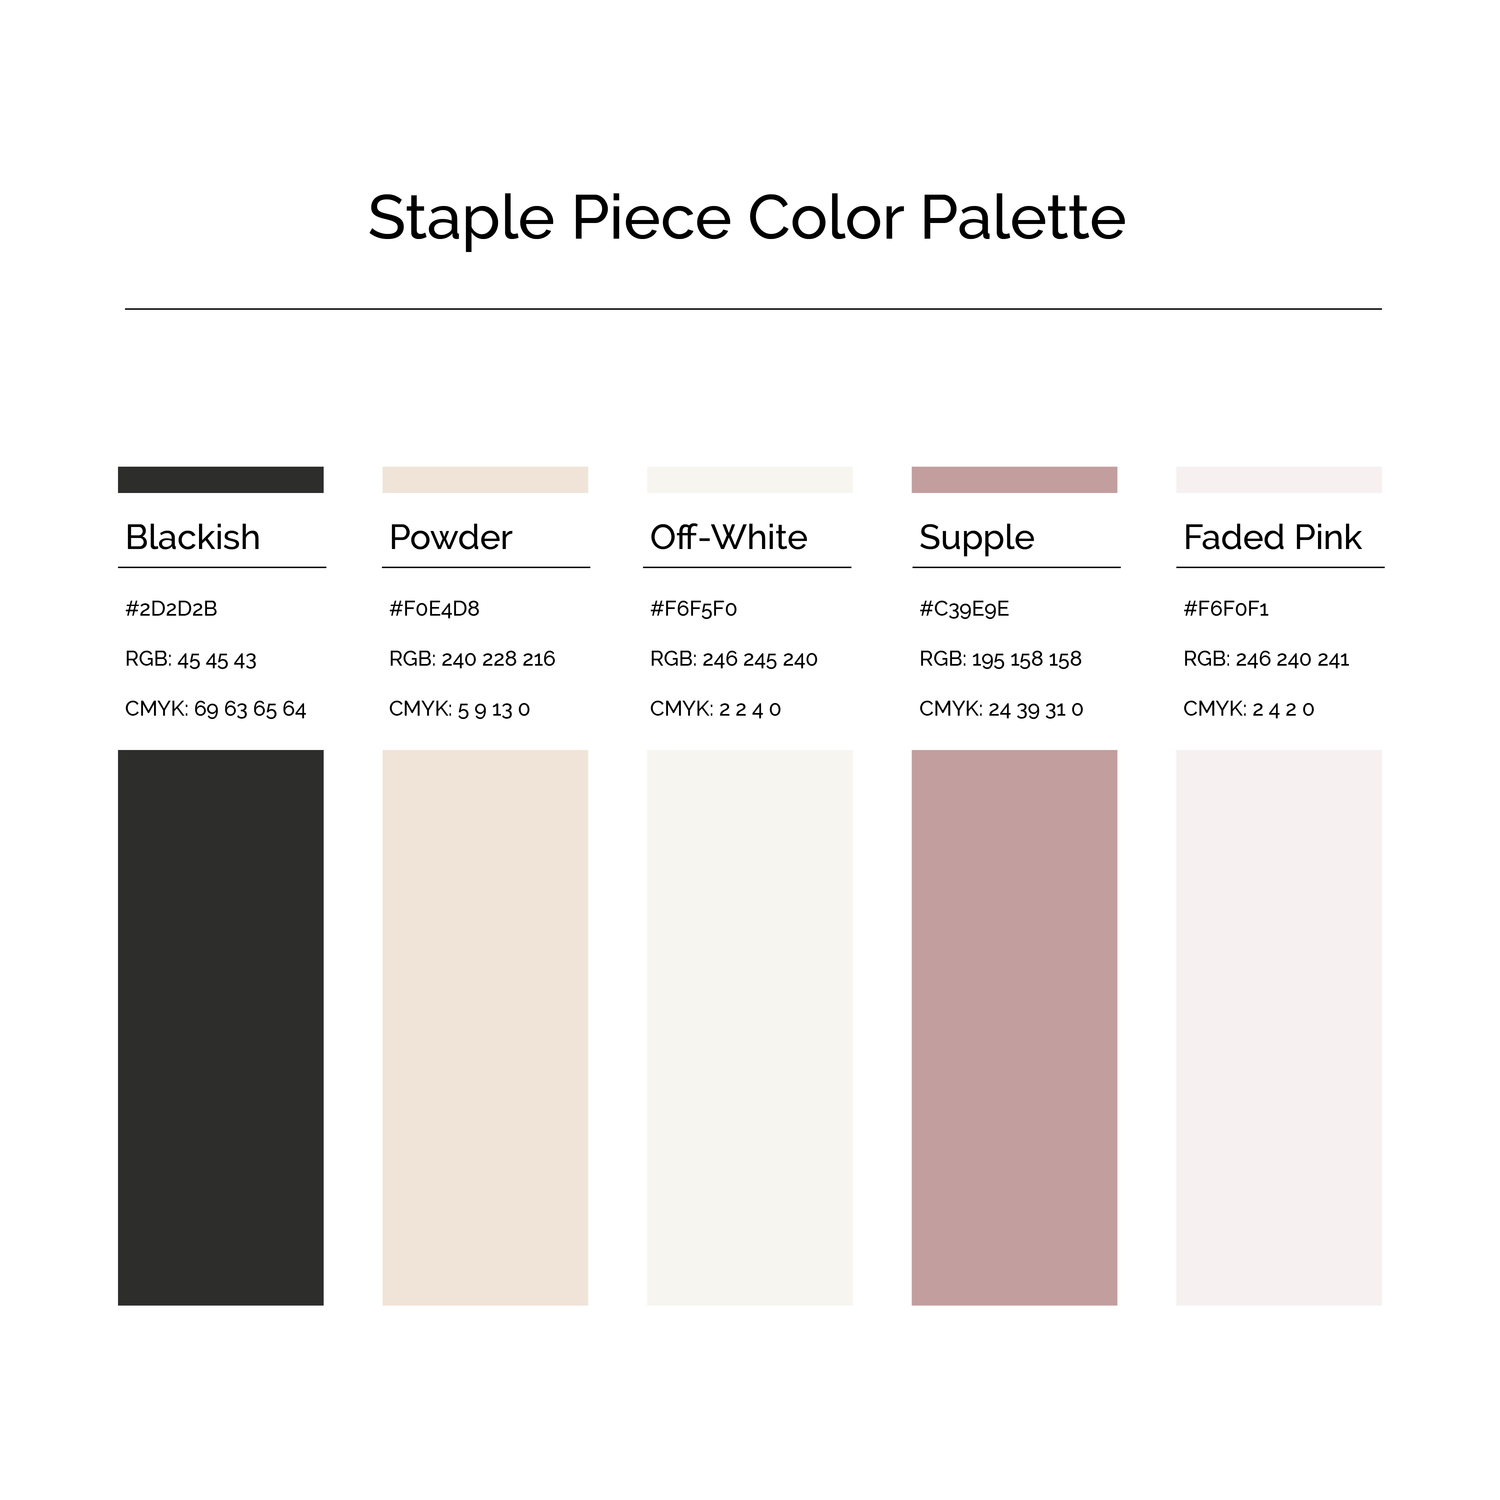 Staple Piece Color Palette
Blackish
#2D2D2B
RGB: 45 45 43
CMYK: 69 63 65 64
Powder
#F0E4D8
RGB: 240 228 216
CMYK: 5 9 13 0
Off-White
#F6F5F0
RGB: 246 245 240
CMYK: 2 2 4 0
Supple
#C39E9E
RGB: 195 158 158
CMYK: 24 39 31 0
Faded Pink
#F6F0F1
RGB: 246 240 241
CMYK: 2 4 2 0